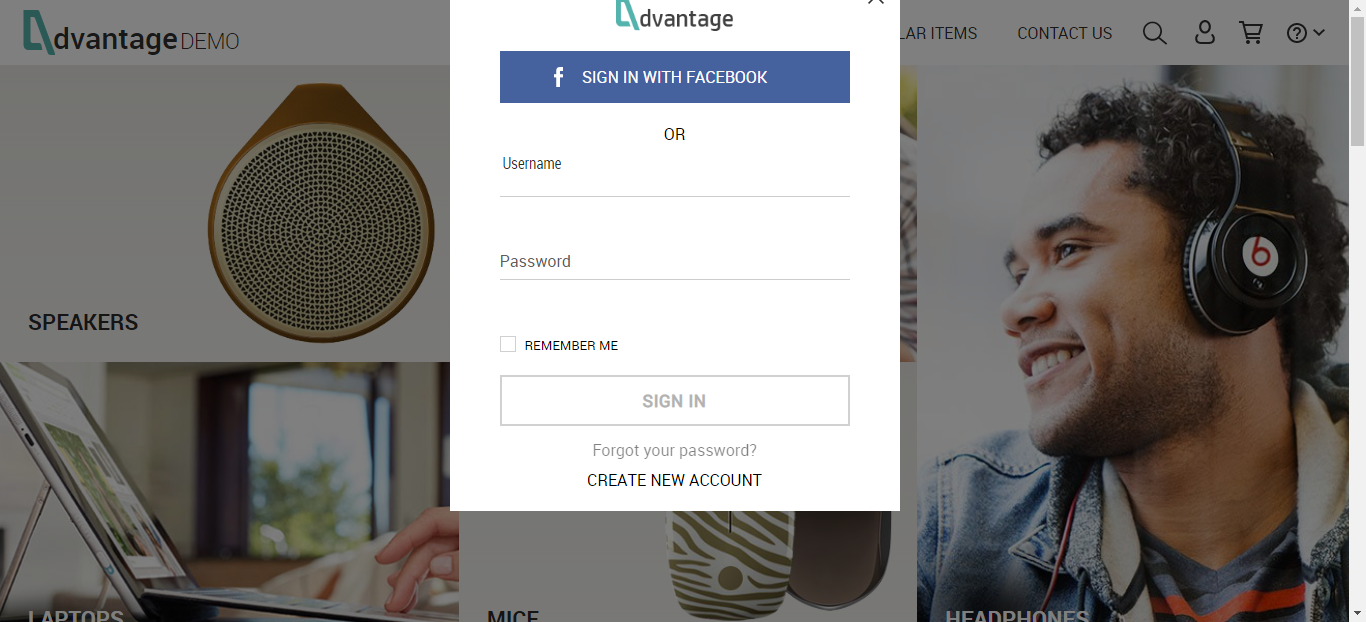 dvantage DEMO
LAR ITEMS
CONTACT US
dvantage
f SIGN IN WITH FACEBOOK
OR
Username
Password
REMEMBER ME
SIGN IN
Forgot your password?
CREATE NEW ACCOUNT
SPEAKERS
LAPTOPS
MICE
HEADPHONES
b